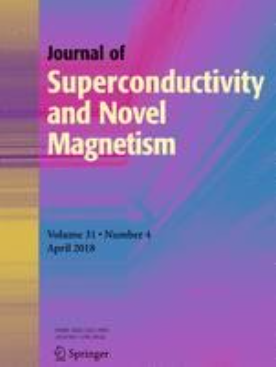 Journal of
Superconductivity
and Novel
Magnetism
Volume 31 • Number 4
April 2018
Springer